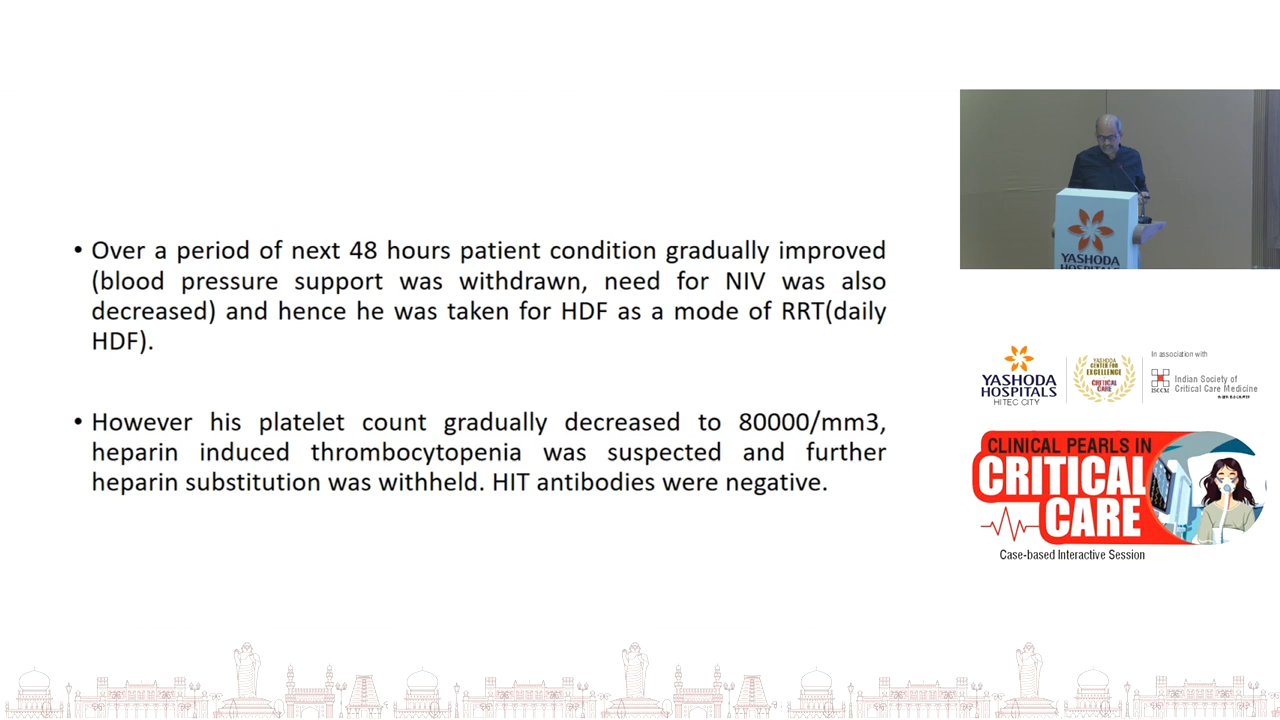 • Over a period of next 48 hours patient condition gradually improved
(blood pressure support was withdrawn, need for NIV was also
decreased) and hence he was taken for HDF as a mode of RRT(daily
HDF).
• However his platelet count gradually decreased to 80000/mm3,
heparin induced thrombocytopenia was suspected and further
heparin substitution was withheld. HIT antibodies were negative.
YASHODA
HOSPITALS
YASHODA
HOSPITALS
HITEC CITY
YASHODA
CENTER FOR
EXCELLENCE
CRITICAL
CARE
In association with
ISCCM
Indian Society of
Critical Care Medicine
CLINICAL PEARLS IN
CRITICAL
CARE
Case-based Interactive Session